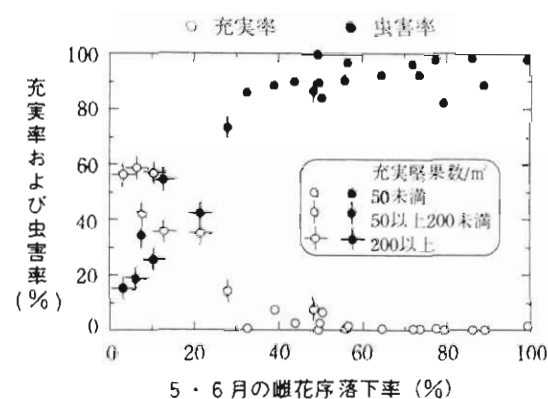 ○ 充実率 ● 虫害率
充実率および虫害率(%)
100
80
60
40
20
0
充実堅果数/㎡
50未満
50以上200未満
200以上
0 20 40 60 80 100
5・6月の雌花序落下率(%)